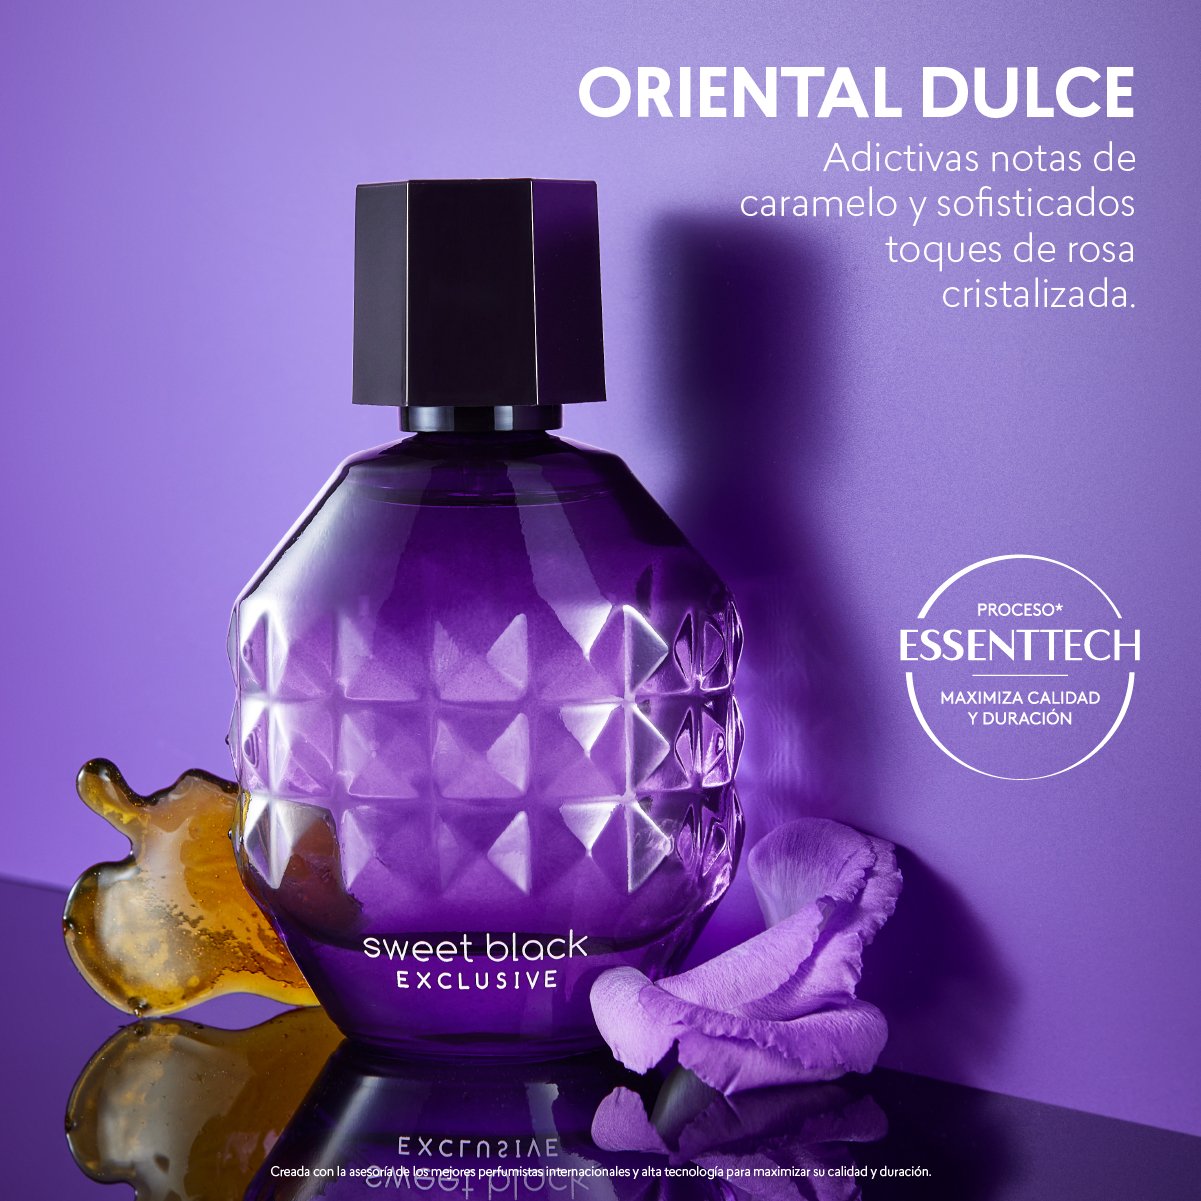 ORIENTAL DULCE
Adictivas notas de
caramelo y sofisticados
toques de rosa
cristalizada.
PROCESO*
ESSENTTECH
MAXIMIZA CALIDAD
Y DURACIÓN
sweet black
EXCLUSIVE
Creada con la asesoría de los mejores perfumistas internacionales y alta tecnología para maximizar su calidad y duración.